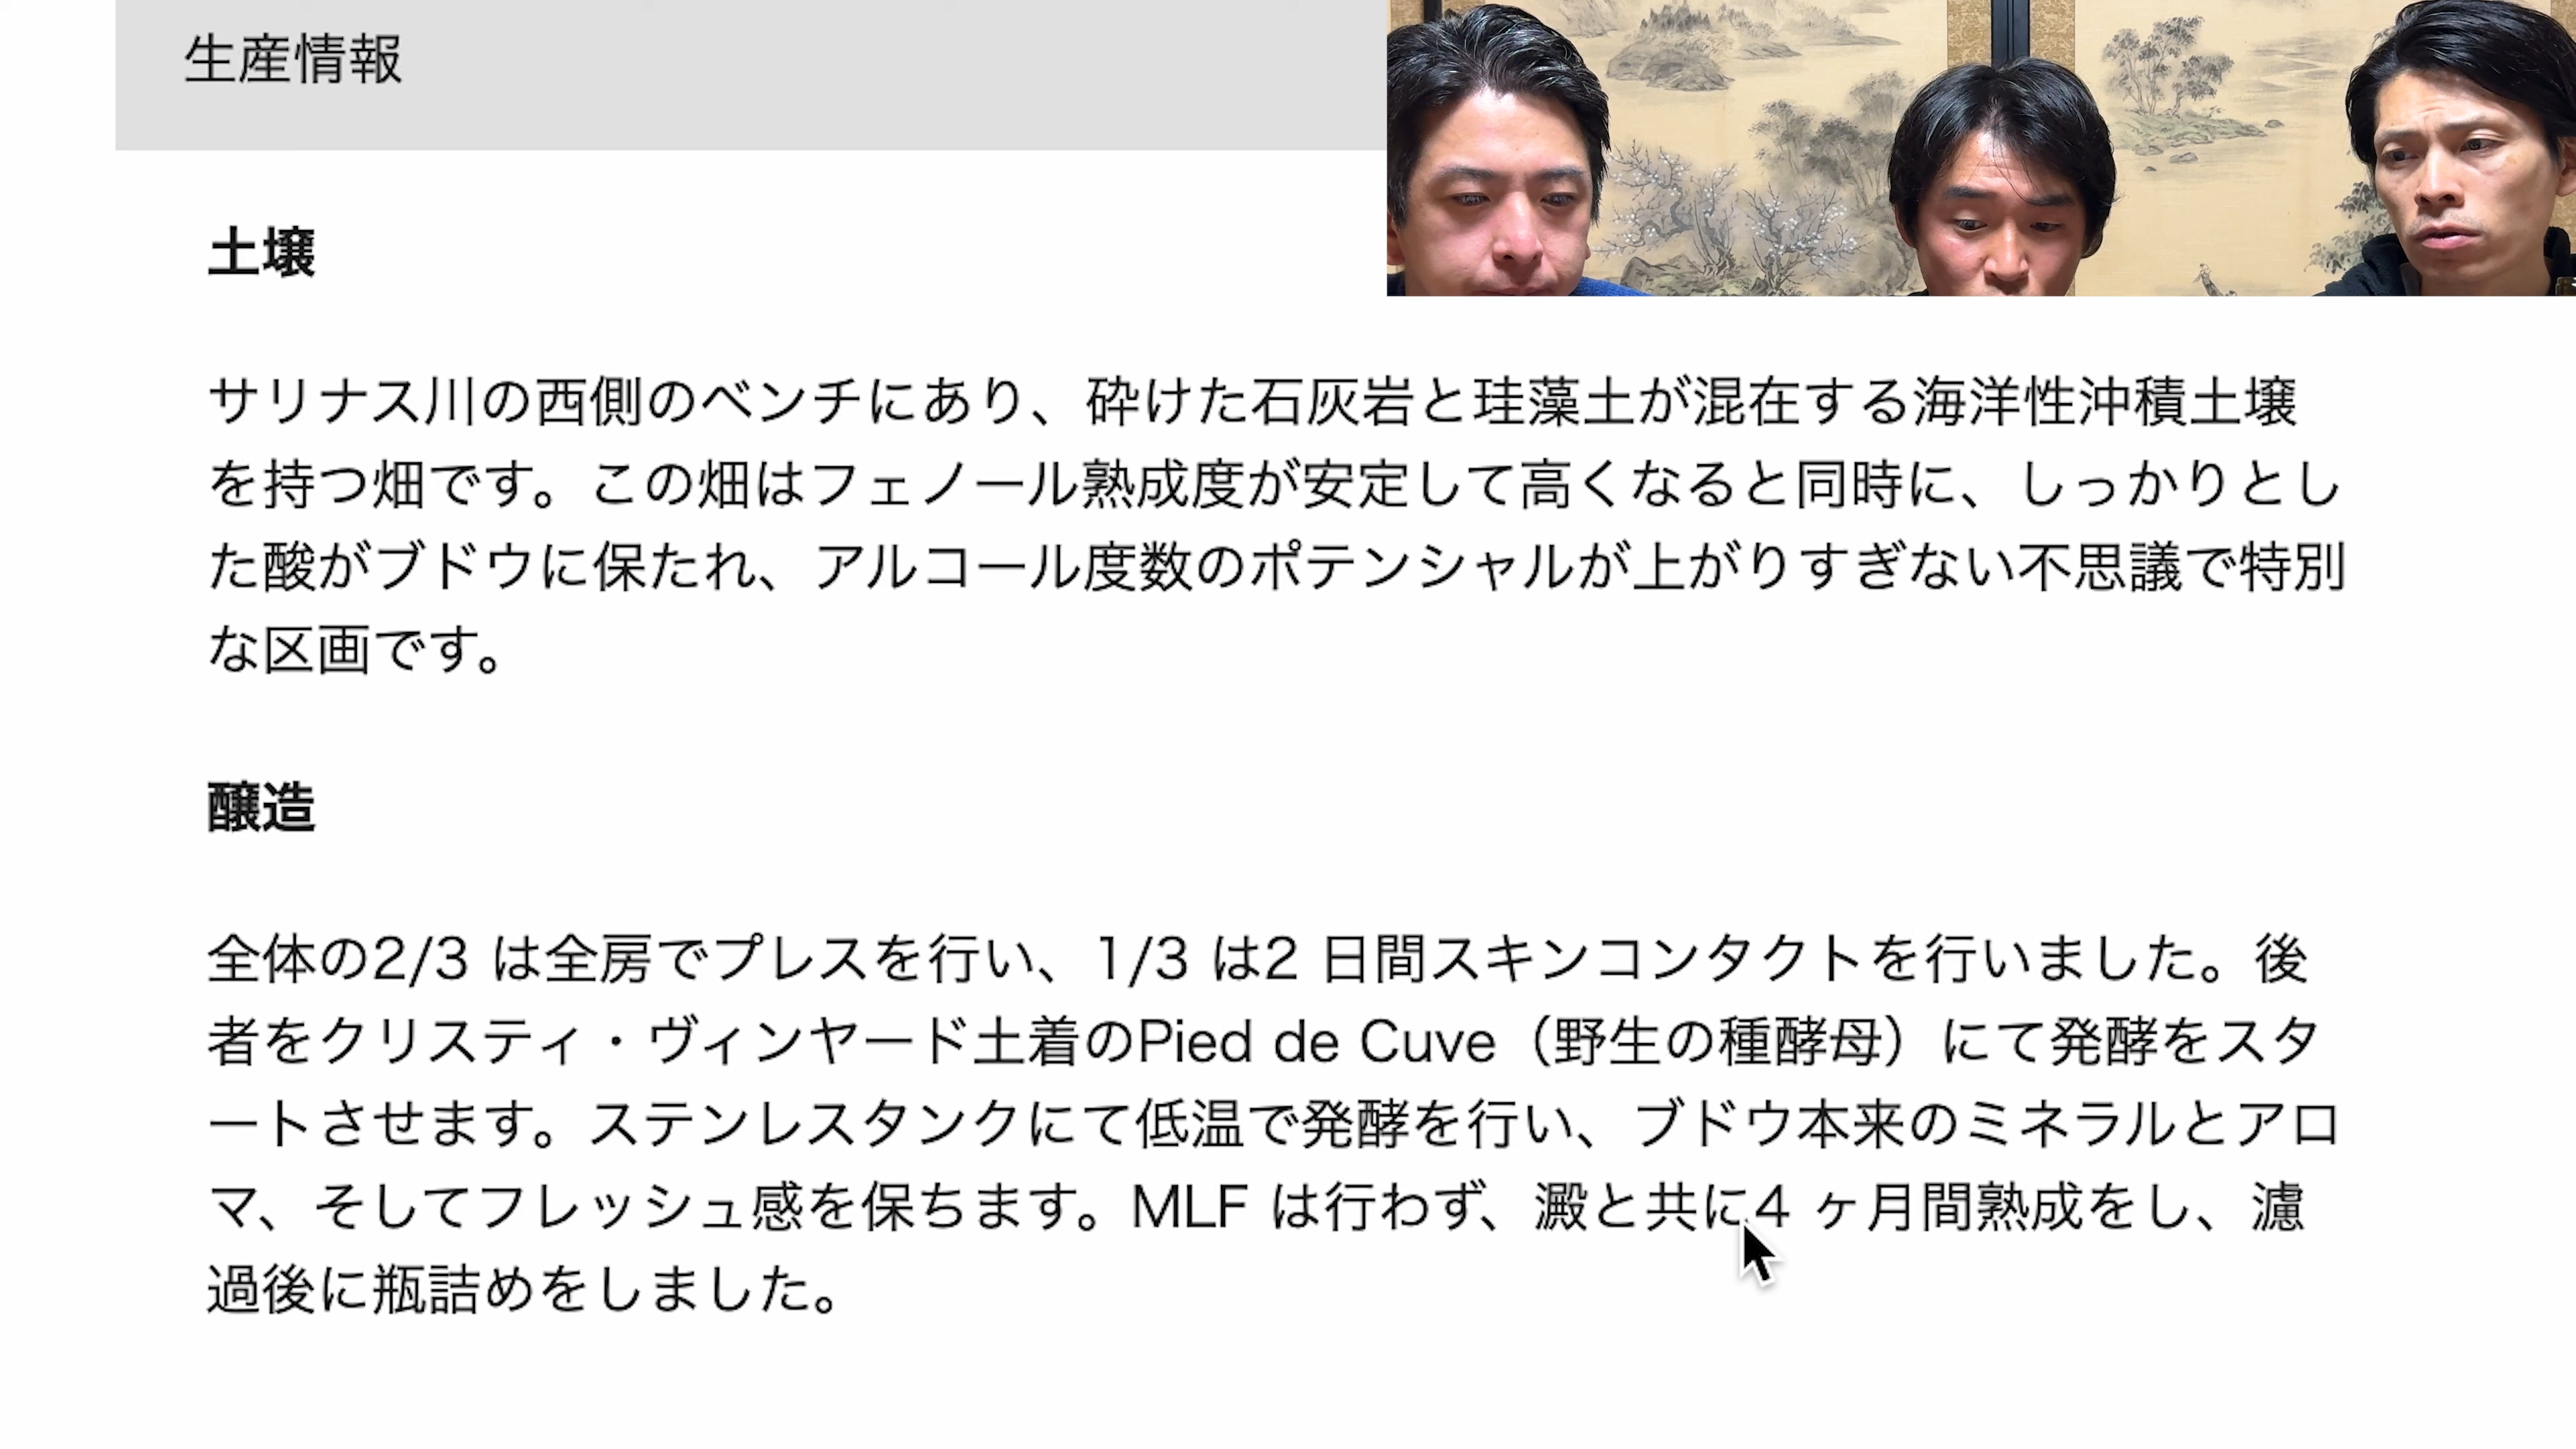 生産情報
土壌
サリナス川の西側のベンチにあり、砕けた石灰岩と珪藻土が混在する海洋性沖積土壌
を持つ畑です。この畑はフェノール熟成度が安定して高くなると同時に、しっかりとし
た酸がブドウに保たれ、アルコール度数のポテンシャルが上がりすぎない不思議で特別
な区画です。
醸造
全体の2/3 は全房でプレスを行い、1/3 は2 日間スキンコンタクトを行いました。後
者をクリスティ・ヴィンヤード土着のPied de Cuve（野生の種酵母）にて発酵をスタ
ートさせます。ステンレスタンクにて低温で発酵を行い、ブドウ本来のミネラルとアロ
マ、そしてフレッシュ感を保ちます。MLF は行わず、澱と共に4 ヶ月間熟成をし、濾
過後に瓶詰めをしました。